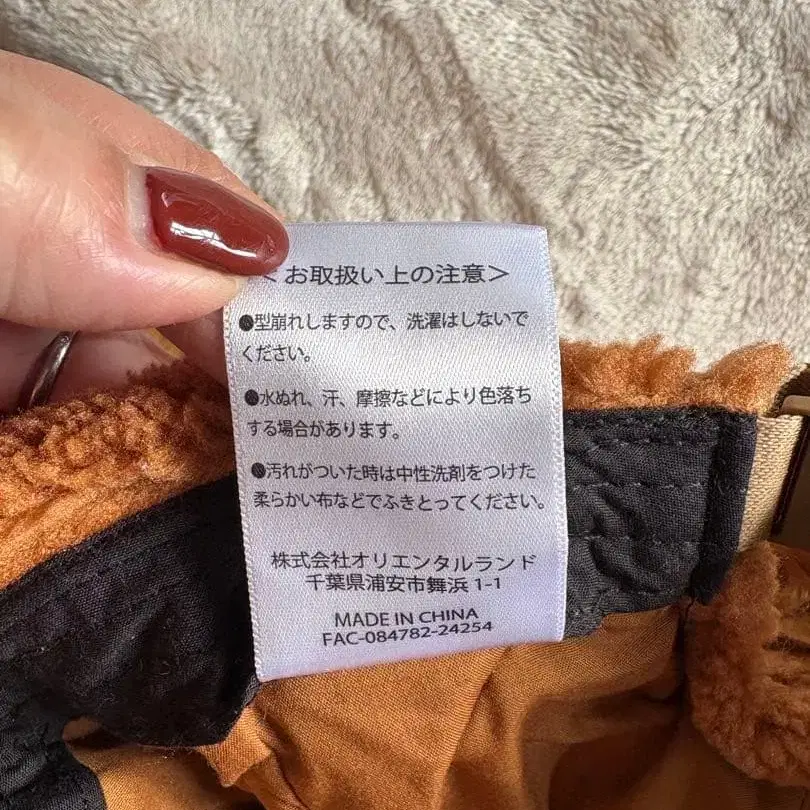 ＜お取扱い上の注意＞
●型崩れしますので、洗濯はしないで
ください。
●水ぬれ、汗、摩擦などにより色落ち
する場合があります。
●汚れがついた時は中性洗剤をつけた
柔らかい布などでふきとってください。
株式会社オリエンタルランド
千葉県浦安市舞浜 1-1
MADE IN CHINA
FAC-084782-24254